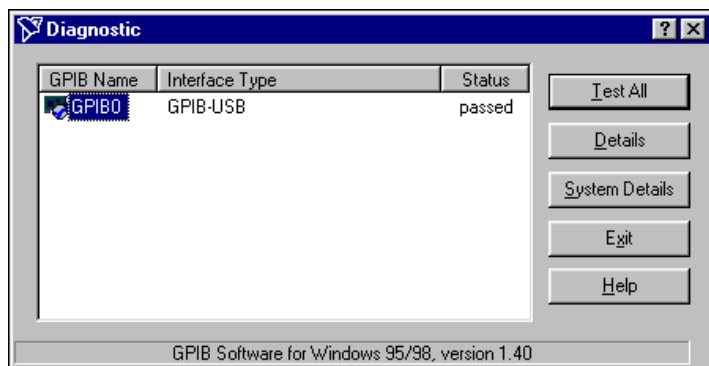 Diagnostic
GPIB Name Interface Type Status
GPIB0 GPIB-USB passed
Test All
Details
System Details
Exit
Help
GPIB Software for Windows 95/98, version 1.40